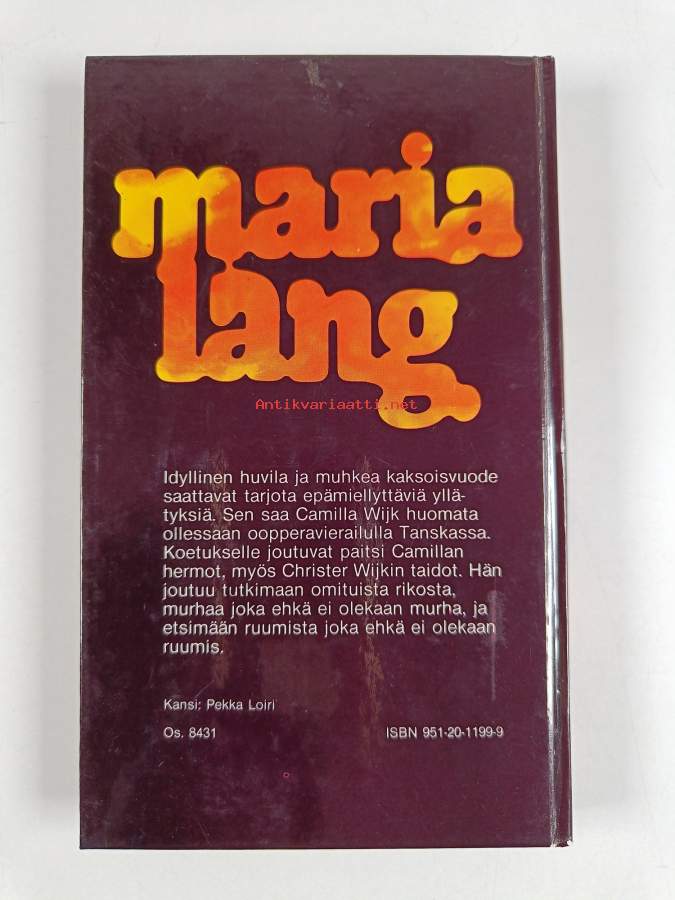 maria
lang
Antikvariaatti.net
Idyllinen huvila ja muhkea kaksoisvuode
saattavat tarjota epämiellyttäviä yllä-
tyksiä. Sen saa Camilla Wijk huomata
ollessaan oopperavierailulla Tanskassa.
Koetukselle joutuvat paitsi Camillan
hermot, myös Christer Wijkin taidot. Hän
joutuu tutkimaan omituista rikosta,
murhaa joka ehkä ei olekaan murha, ja
etsimään ruumista joka ehkä ei olekaan
ruumis.
Kansi: Pekka Loiri
Os. 8431 ISBN 951-20-1199-9